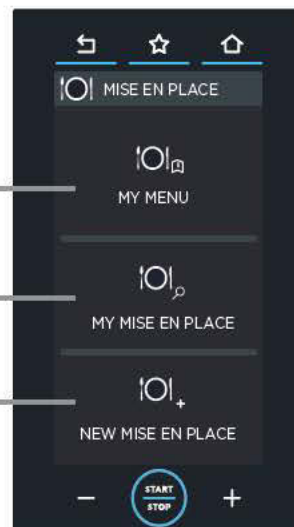 MISE EN PLACE
MY MENU
MY MISE EN PLACE
NEW MISE EN PLACE
START
STOP